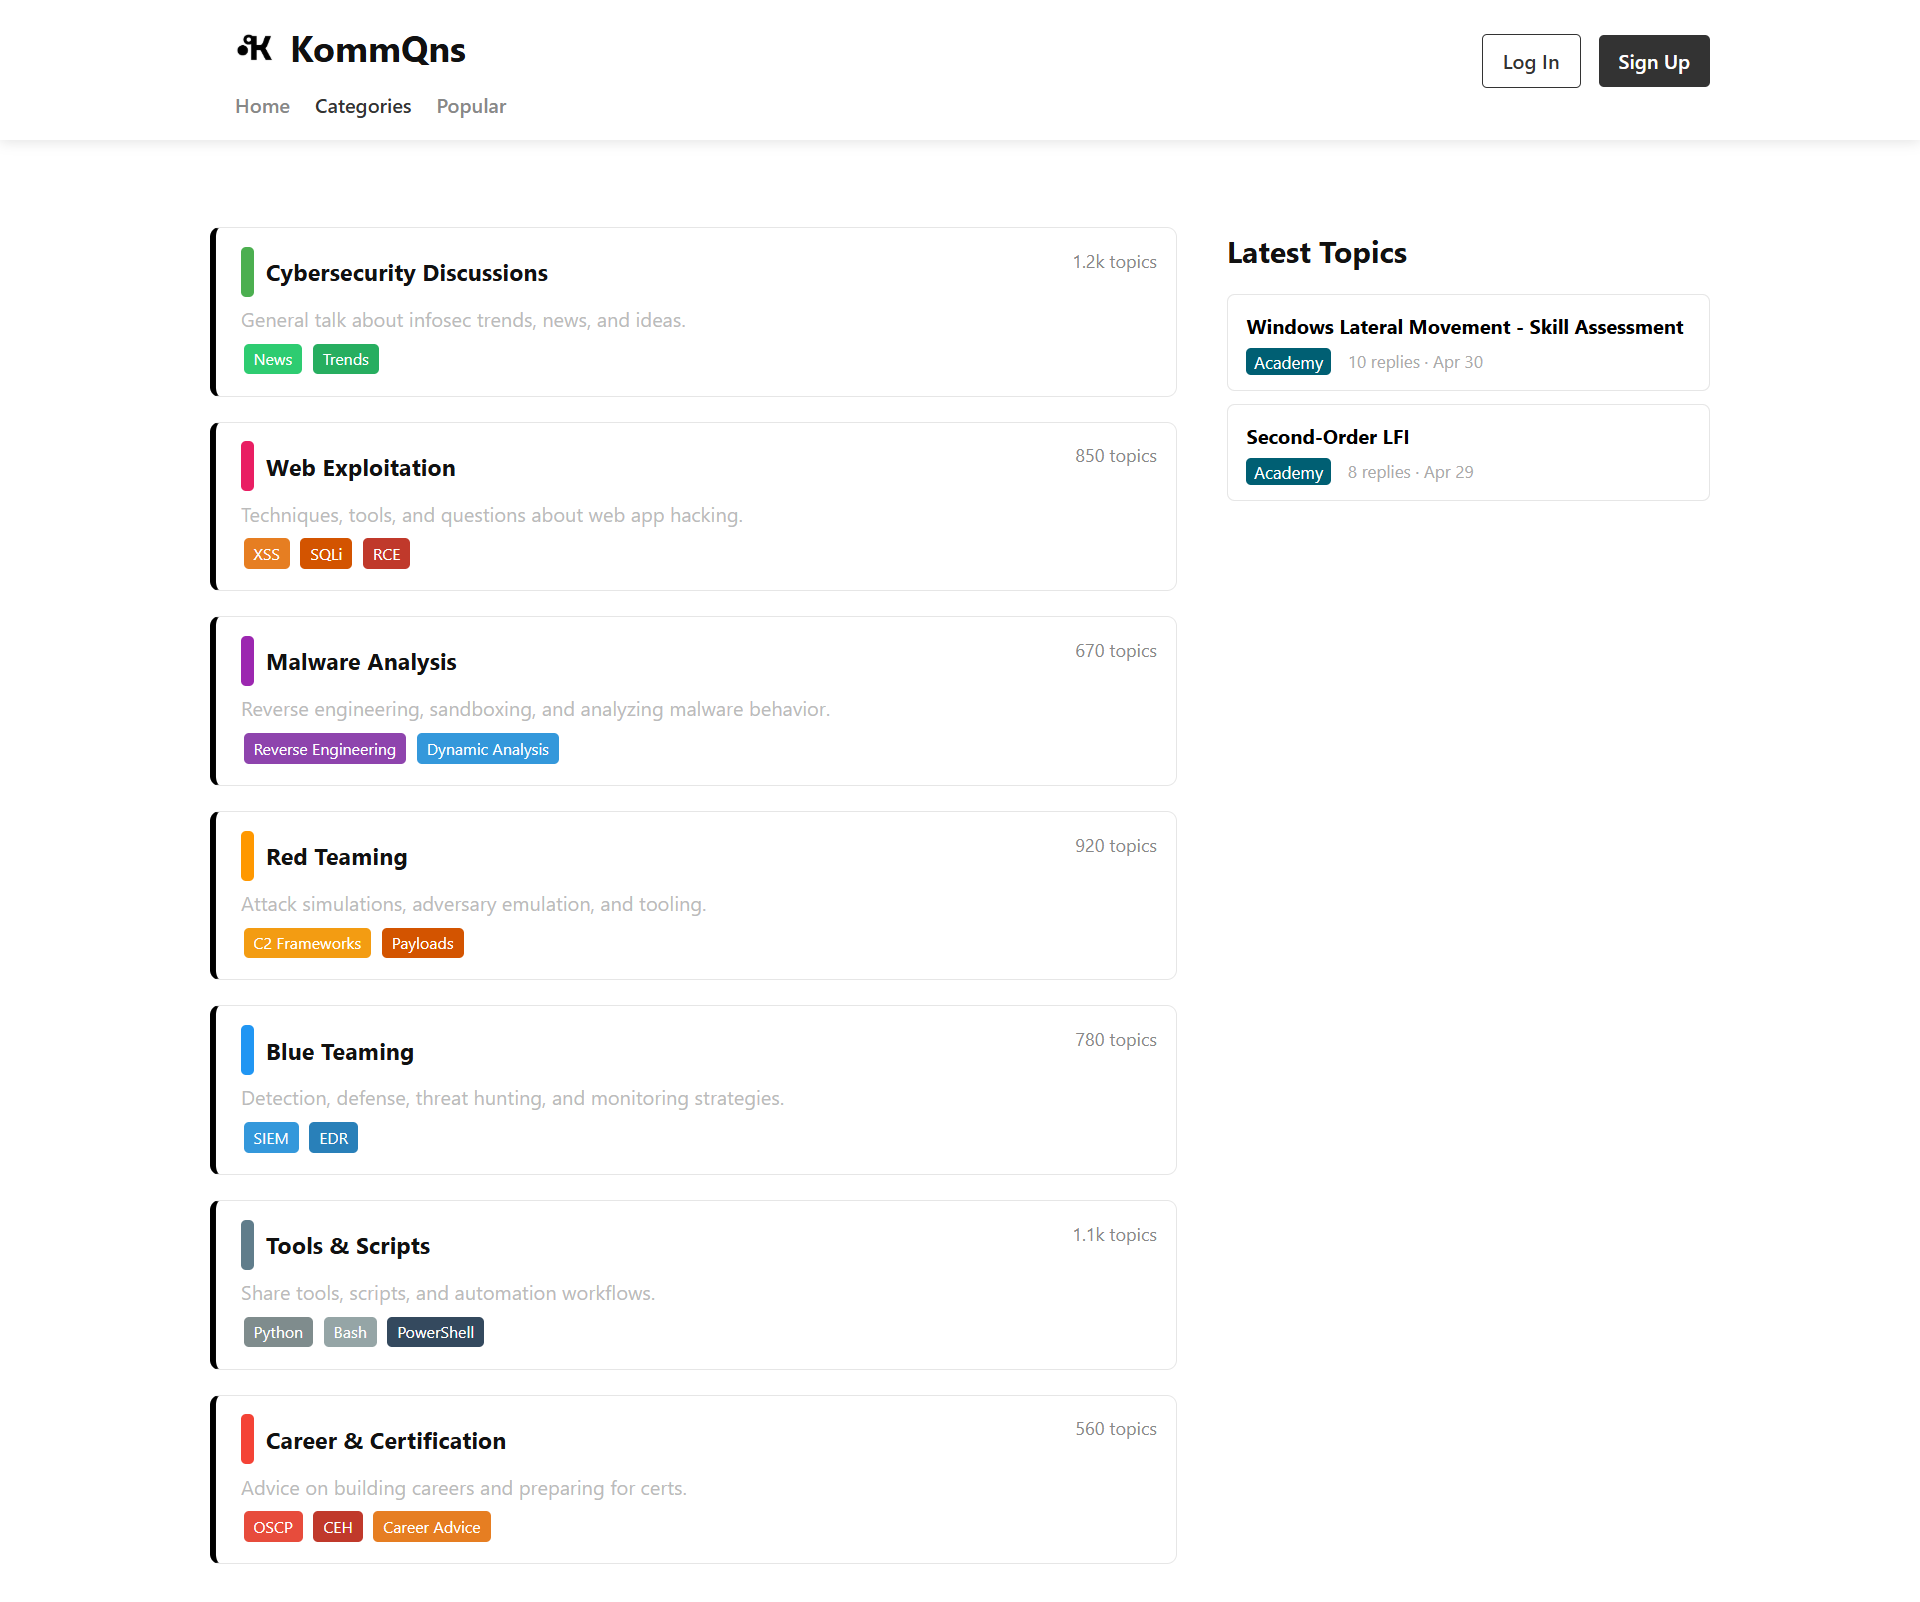 KommQns
Log In
Sign Up
Home Categories Popular
Cybersecurity Discussions
1.2k topics
General talk about infosec trends, news, and ideas.
News Trends
Web Exploitation
850 topics
Techniques, tools, and questions about web app hacking.
XSS SQLi RCE
Malware Analysis
670 topics
Reverse engineering, sandboxing, and analyzing malware behavior.
Reverse Engineering Dynamic Analysis
Red Teaming
920 topics
Attack simulations, adversary emulation, and tooling.
C2 Frameworks Payloads
Blue Teaming
780 topics
Detection, defense, threat hunting, and monitoring strategies.
SIEM EDR
Tools & Scripts
1.1k topics
Share tools, scripts, and automation workflows.
Python Bash PowerShell
Career & Certification
560 topics
Advice on building careers and preparing for certs.
OSCP CEH Career Advice
Latest Topics
Windows Lateral Movement - Skill Assessment
Academy 10 replies · Apr 30
Second-Order LFI
Academy 8 replies · Apr 29